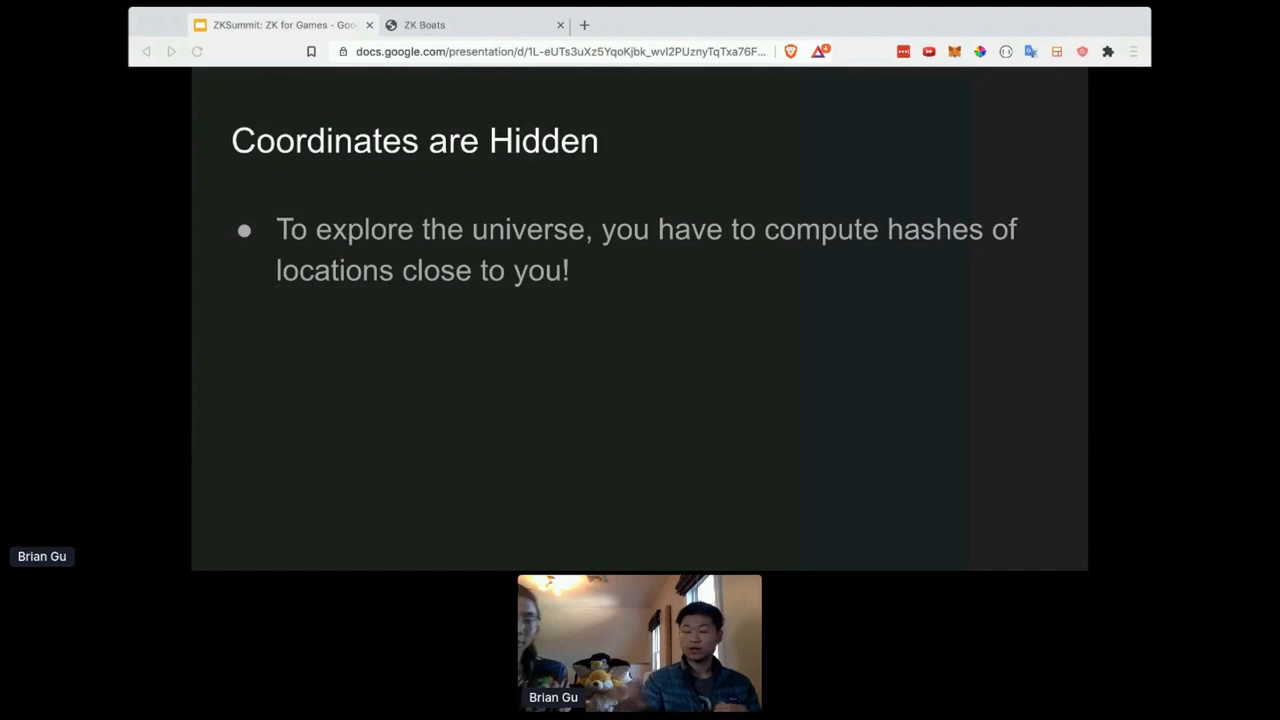 ZKSummit: ZK for Games - Goo
ZK Boats
docs.google.com/presentation/d/1L-eUTs3uXz5YqoKjbk_wvI2PUznyTqTxa76F...
4
Coordinates are Hidden
● To explore the universe, you have to compute hashes of
locations close to you!
Brian Gu
Brian Gu